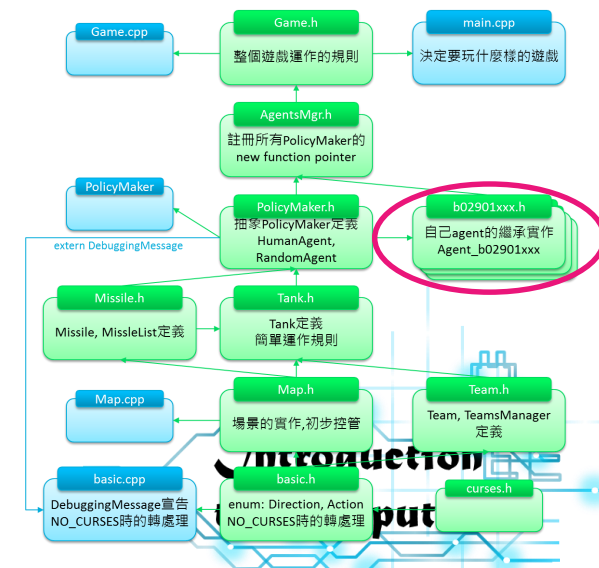 Game.cpp
Game.h
整個遊戲運作的規則
main.cpp
決定要玩什麼樣的遊戲
AgentsMgr.h
註冊所有PolicyMaker的
new function pointer
PolicyMaker
extern DebuggingMessage
PolicyMaker.h
抽象PolicyMaker定義
HumanAgent,
RandomAgent
b02901xxx.h
自己agent的繼承實作
Agent_b02901xxx
Missile.h
Missile, MissleList定義
Tank.h
Tank定義
簡單運作規則
Map.cpp
Map.h
場景的實作,初步控管
Team.h
Team, TeamsManager
定義
Introduction
basic.cpp
DebuggingMessage宣告
NO_CURSES時的轉處理
basic.h
enum: Direction, Action
NO_CURSES時的轉處理
curses.h